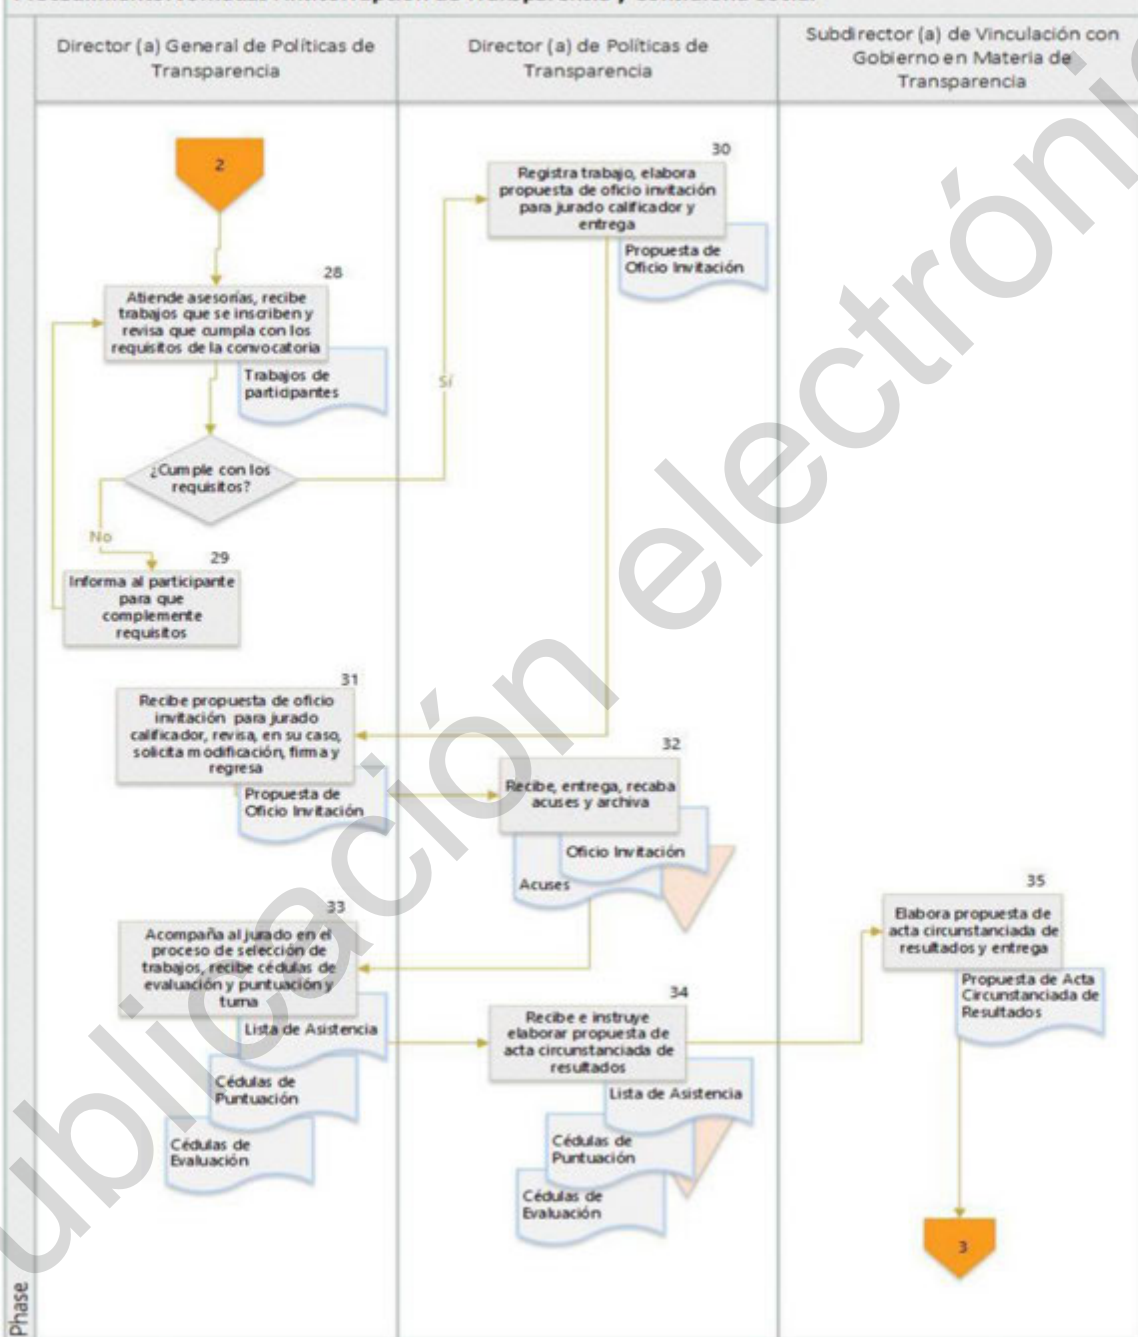 Director (a) General de Políticas de
Transparencia
Director (a) de Políticas de
Transparencia
Subdirector (a) de Vinculación con
Gobierno en Materia de
Transparencia
2
30
Registra trabajo, elabora
propuesta de oficio invitación
para jurado calificador y
entrega
Propuesta de
Oficio Invitación
28
Atiende asesorías, recibe
trabajos que se inscriben y
revisa que cumpla con los
requisitos de la convocatoria
Trabajos de
participantes
Sí
¿Cumple con los
requisitos?
No
29
Informa al participante
para que
complemente
requisitos
31
Recibe propuesta de oficio
invitación para jurado
calificador, revisa, en su caso,
solicita modificación, firma y
regresa
Propuesta de
Oficio Invitación
32
Recibe, entrega, recaba
acuses y archiva
Oficio Invitación
Acuses
33
Acompaña al jurado en el
proceso de selección de
trabajos, recibe cédulas de
evaluación y puntuación y
turna
Lista de Asistencia
Cédulas de
Puntuación
Cédulas de
Evaluación
34
Recibe e instruye
elaborar propuesta de
acta circunstanciada de
resultados
Lista de Asistencia
Cédulas de
Puntuación
Cédulas de
Evaluación
35
Elabora propuesta de
acta circunstanciada de
resultados y entrega
Propuesta de Acta
Circunstanciada de
Resultados
3
Phase
ublicación electrónic